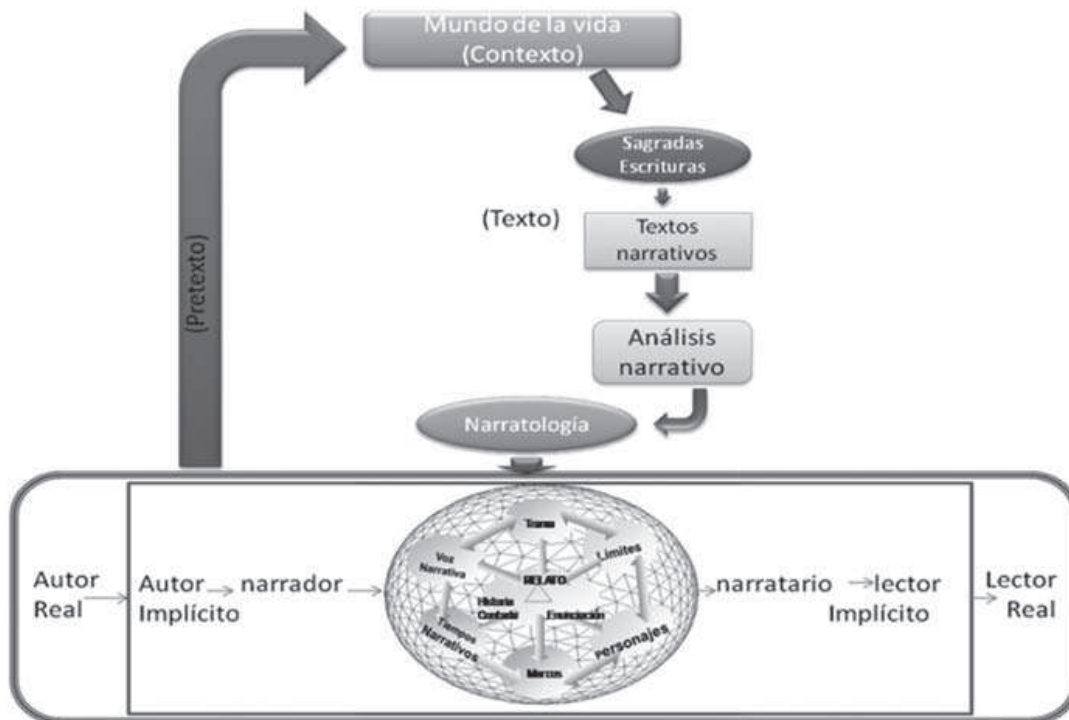 Mundo de la vida
(Contexto)
Sagradas
Escrituras
(Texto)
Textos
narrativos
(Pretexto)
Análisis
narrativo
Narratología
Trama
Voz
Narrativa
Límites
RELATO
Historia
Contada
Enunciación
Tiempos
Narrativos
Personajes
Marcos
Autor
Real
Autor
Implícito
narrador
narratario
lector
Implícito
Lector
Real